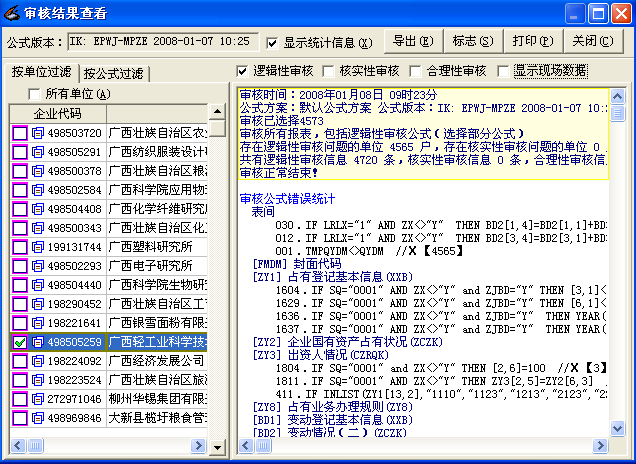 审核结果查看
公式版本：IK: EPWJ-MPZE 2008-01-07 10:25
显示统计信息(X)
导出(E)
标志(S)
打印(P)
关闭(C)
按单位过滤
按公式过滤
逻辑性审核
核实性审核
合理性审核
显示现场数据
所有单位(A)
企业代码
498503720 广西壮族自治区农
498505291 广西纺织服装设计
498500378 广西壮族自治区粮
498502584 广西科学院应用物
498504408 广西化学纤维研究
498500343 广西壮族自治区化
199131744 广西塑料研究所
498502293 广西电子研究所
498504440 广西科学院生物研
198290452 广西壮族自治区工
198221641 广西银雪面粉有限
498505259 广西轻工业科学技
198224092 广西经济发展公司
198223524 广西壮族自治区旅
272971046 柳州华锡集团有限
498969846 大新县榄圩粮食管
审核时间：2008年01月08日 09时23分
公式方案：默认公式方案 公式版本：IK: EPWJ-MPZE 2008-01-07 10:
审核已选择4573
审核所有报表，包括逻辑性审核公式（选择部分公式）
存在逻辑性审核问题的单位 4565 户，存在核实性审核问题的单位 0
共有逻辑性审核信息 4720 条，核实性审核信息 0 条，合理性审核信
审核正常结束！
审核公式错误统计
表间
030．IF LRLX="1" AND ZX<>"Y" THEN BD2[1,4]=BD2[1,1]+BD
012．IF LRLX="1" AND ZX<>"Y" THEN BD2[3,4]=BD2[3,1]+BD
001．TMPQYDM<>QYDM //X【4565】
[FMDM] 封面代码
[ZY1] 占有登记基本信息(XXB)
1604．IF SQ="0001" AND ZX<>"Y" and ZJBD="Y" THEN [3,1]<
1629．IF SQ="0001" AND ZX<>"Y" and ZJBD="Y" THEN [6,1]<
1636．IF SQ="0001" AND ZX<>"Y" THEN YEAR(
1637．IF SQ="0001" AND ZX<>"Y" THEN YEAR(
[ZY2] 企业国有资产占有状况(ZCZK)
[ZY3] 出资人情况(CZRQK)
1804．IF SQ="0001" and ZX<>"Y" THEN [2,6]=100 //X【3】
1811．IF SQ="0001" AND ZX<>"Y" THEN ZY3[2,5]=ZY2[6,3]
411．IF INLIST(ZY1[13,2],"1110","1123","1213","2123","2
[ZY8] 占有业务办理规则(ZY8)
[BD1] 变动登记基本信息(XXB)
[BD2] 变动情况（二）(ZCZK)